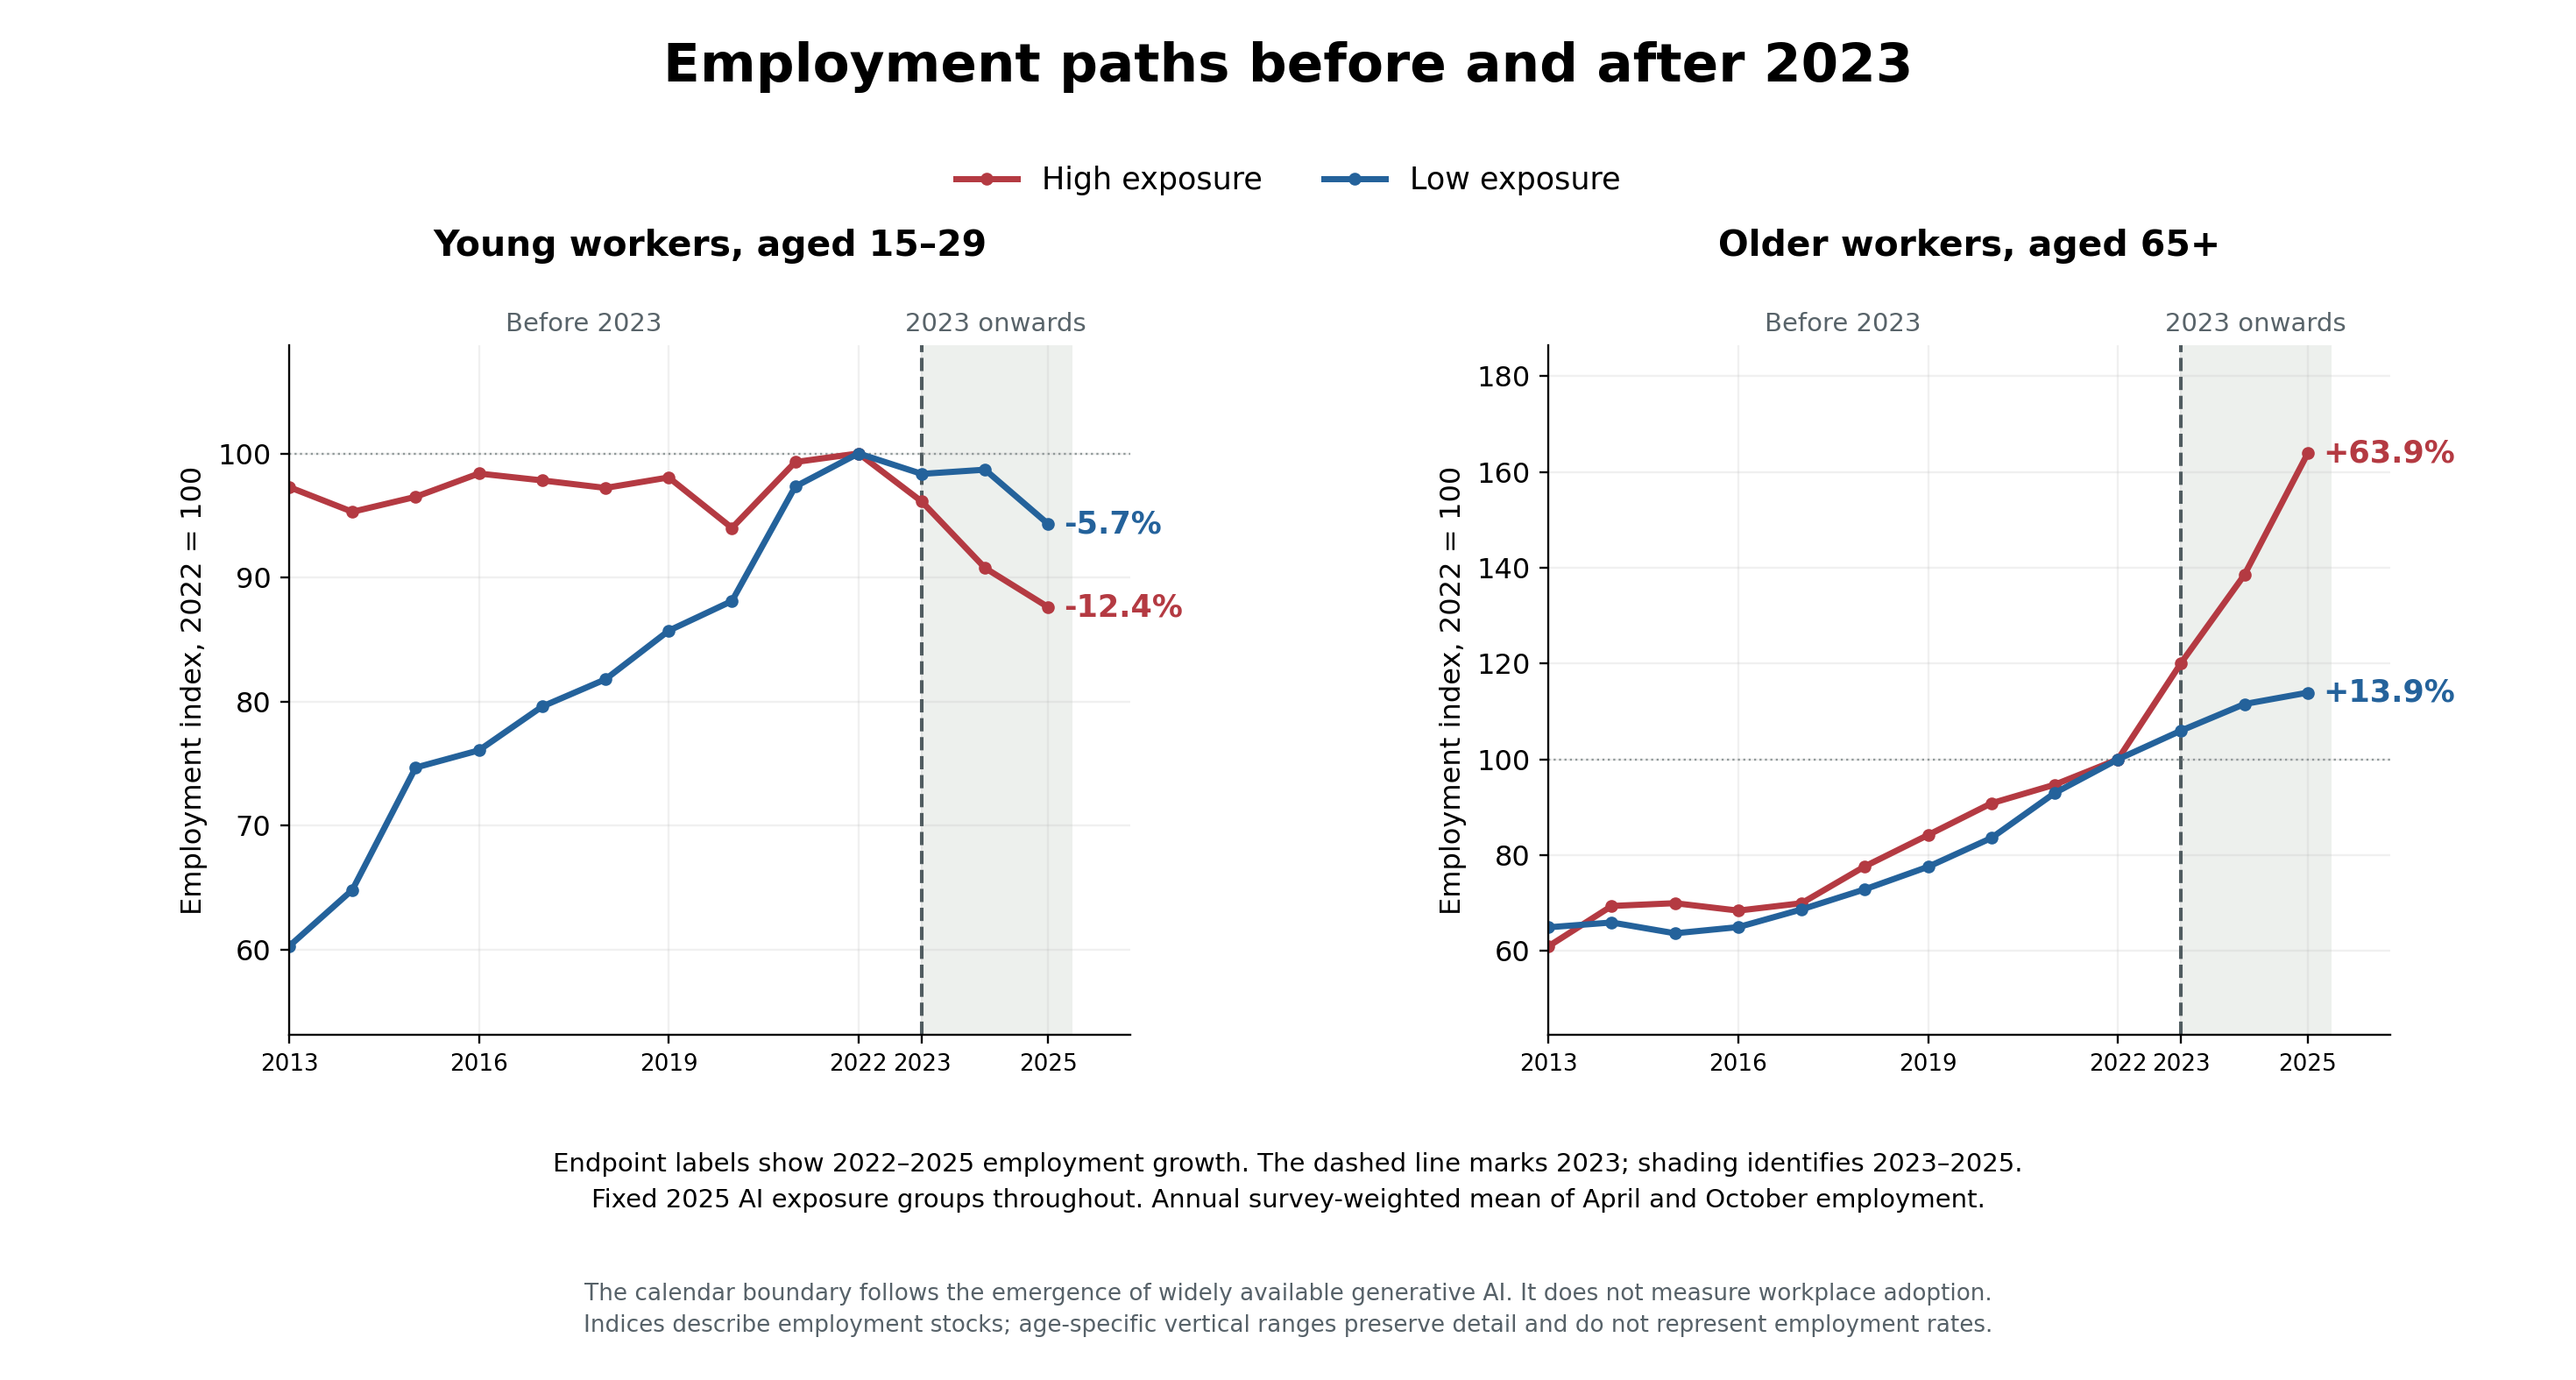 Employment paths before and after 2023
High exposure
Low exposure
Young workers, aged 15–29
Before 2023
2023 onwards
Employment index, 2022 = 100
100
90
80
70
60
-5.7%
-12.4%
2013
2016
2019
2022
2023
2025
Older workers, aged 65+
Before 2023
2023 onwards
Employment index, 2022 = 100
180
160
140
120
100
80
60
+63.9%
+13.9%
2013
2016
2019
2022
2023
2025
Endpoint labels show 2022–2025 employment growth. The dashed line marks 2023; shading identifies 2023–2025.
Fixed 2025 AI exposure groups throughout. Annual survey-weighted mean of April and October employment.
The calendar boundary follows the emergence of widely available generative AI. It does not measure workplace adoption.
Indices describe employment stocks; age-specific vertical ranges preserve detail and do not represent employment rates.